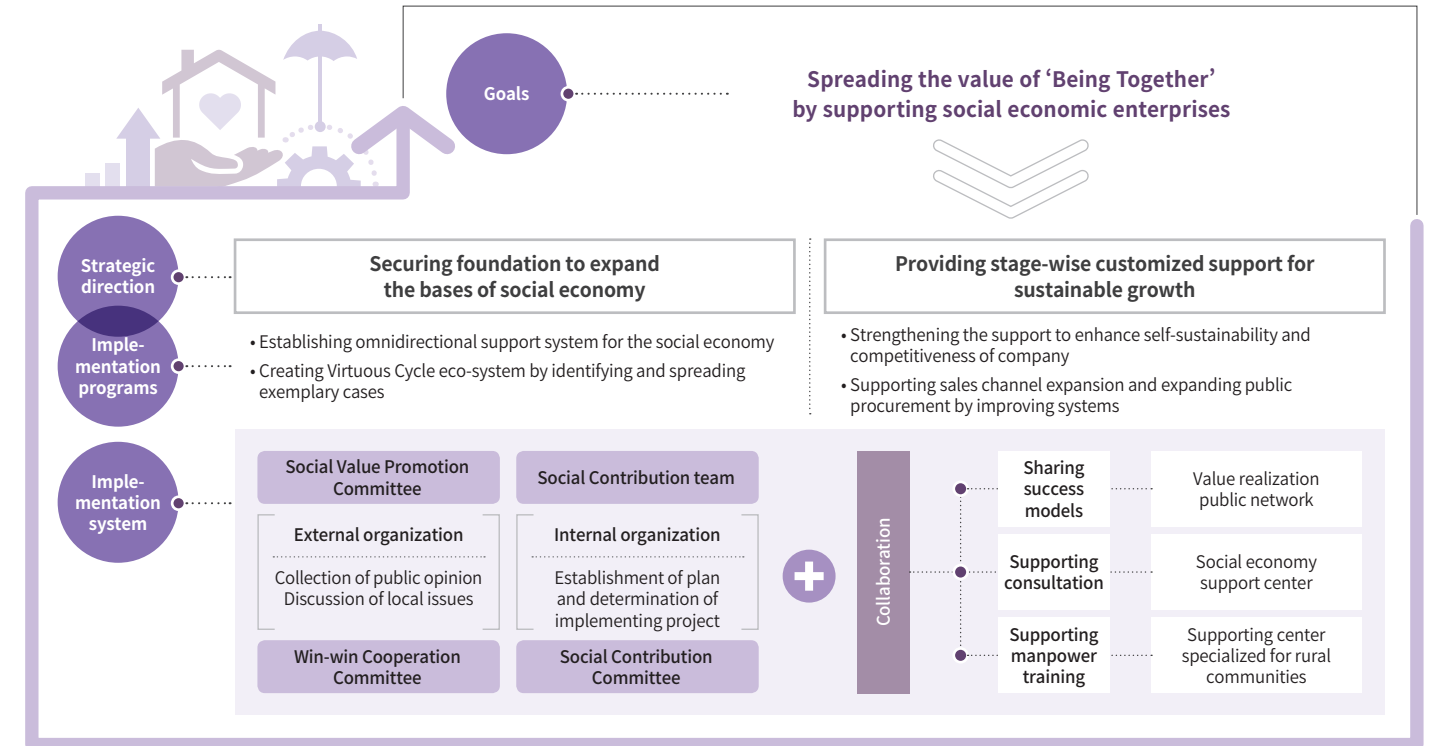 Goals
Spreading the value of ‘Being Together’
by supporting social economic enterprises
Strategic
direction
Securing foundation to expand
the bases of social economy
Providing stage-wise customized support for
sustainable growth
Imple-
mentation
programs
• Establishing omnidirectional support system for the social economy
• Creating Virtuous Cycle eco-system by identifying and spreading
exemplary cases
• Strengthening the support to enhance self-sustainability and
competitiveness of company
• Supporting sales channel expansion and expanding public
procurement by improving systems
Imple-
mentation
system
Social Value Promotion
Committee
External organization
Collection of public opinion
Discussion of local issues
Win-win Cooperation
Committee
Social Contribution team
Internal organization
Establishment of plan
and determination of
implementing project
Social Contribution
Committee
Collaboration
Sharing
success
models
Value realization
public network
Supporting
consultation
Social economy
support center
Supporting
manpower
training
Supporting center
specialized for rural
communities